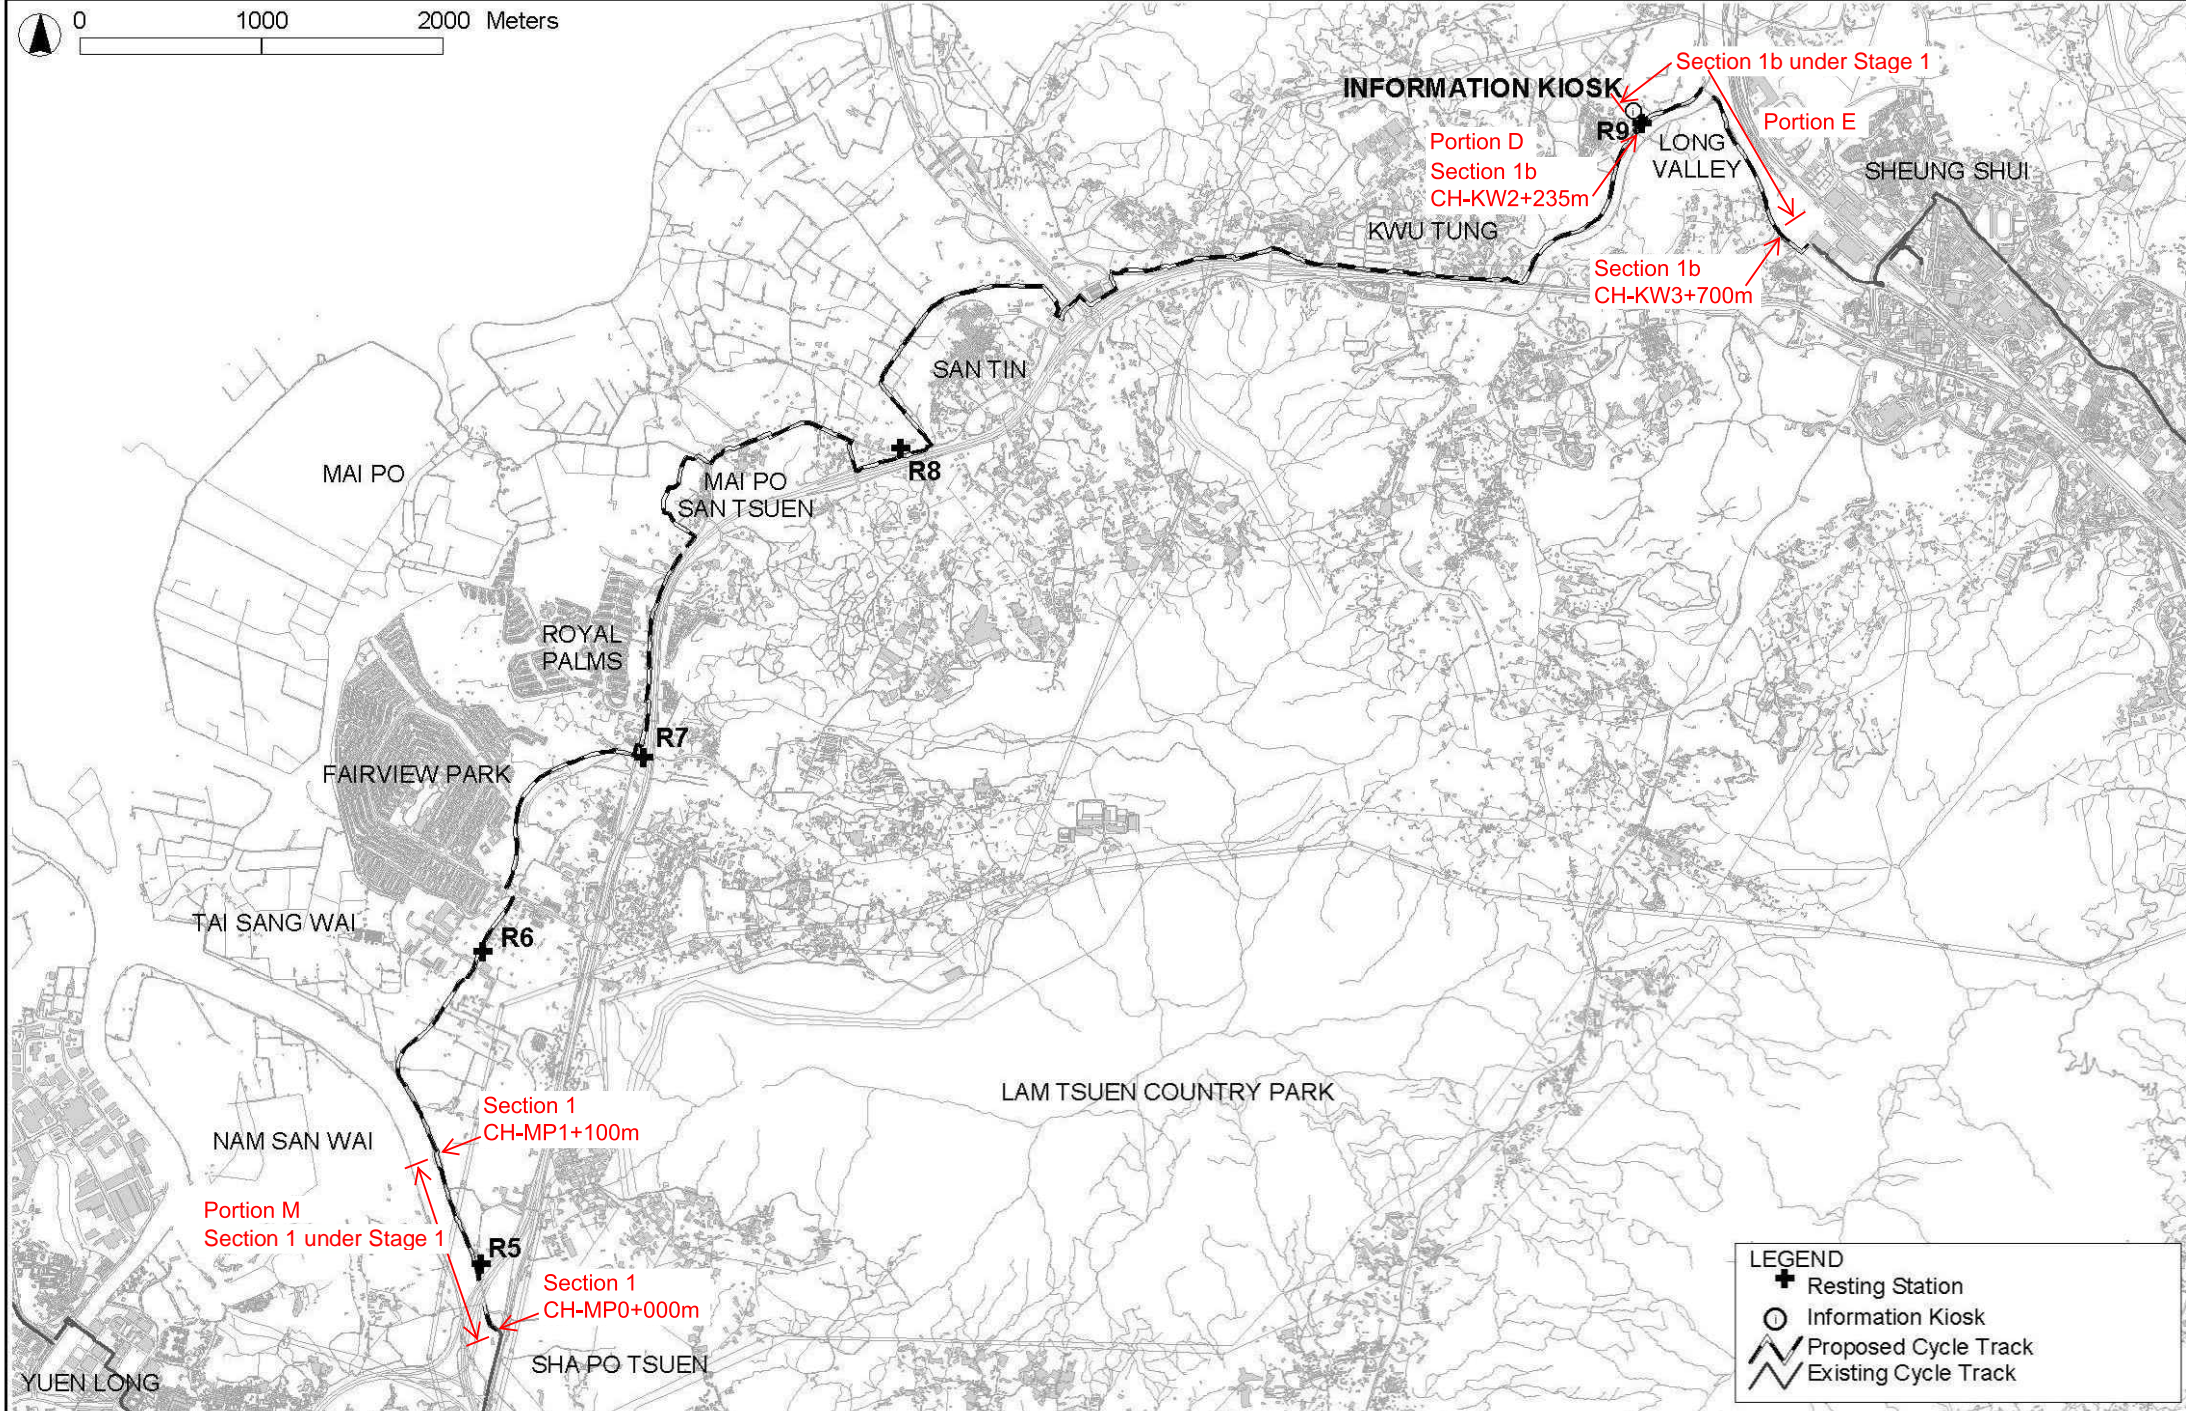 0 1000 2000 Meters
Section 1b under Stage 1
INFORMATION KIOSK
Portion E
R9
Portion D
Section 1b
CH-KW2+235m
LONG
VALLEY
SHEUNG SHUI
KWU TUNG
Section 1b
CH-KW3+700m
SAN TIN
MAI PO
R8
MAI PO
SAN TSUEN
ROYAL
PALMS
R7
FAIRVIEW PARK
TAI SANG WAI
R6
LAM TSUEN COUNTRY PARK
Section 1
CH-MP1+100m
NAM SAN WAI
Portion M
Section 1 under Stage 1
R5
Section 1
CH-MP0+000m
SHA PO TSUEN
YUEN LONG
LEGEND
Resting Station
Information Kiosk
Proposed Cycle Track
Existing Cycle Track